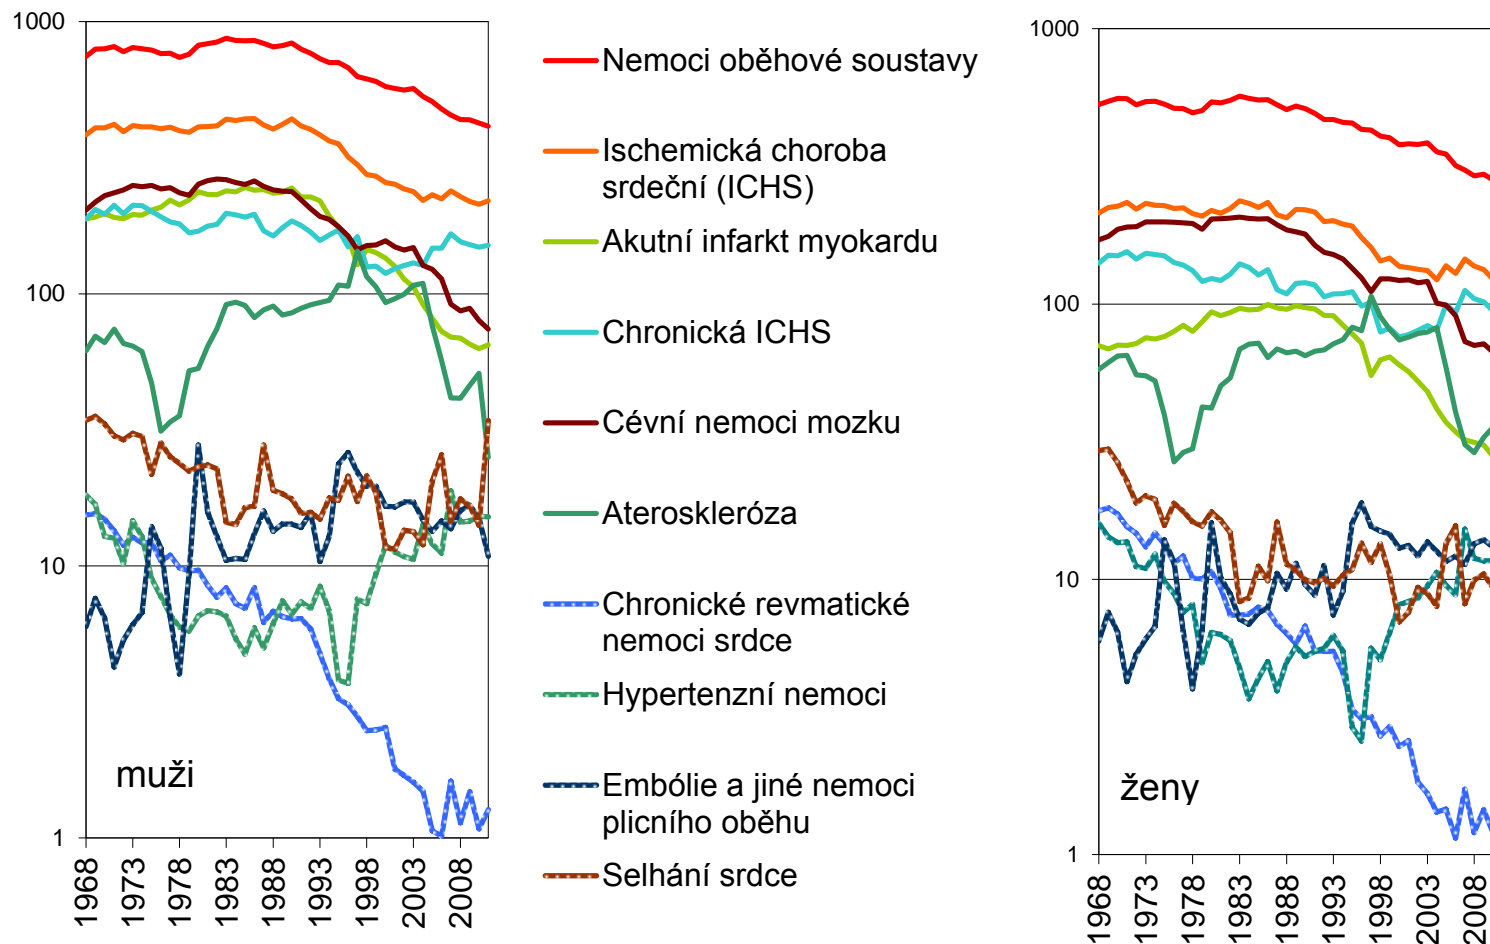 1000
100
10
1
muži
1968
1973
1978
1983
1988
1993
1998
2003
2008
Nemoci oběhové soustavy
Ischemická choroba
srdeční (ICHS)
Akutní infarkt myokardu
Chronická ICHS
Cévní nemoci mozku
Ateroskleróza
Chronické revmatické
nemoci srdce
Hypertenzní nemoci
Embólie a jiné nemoci
plicního oběhu
Selhání srdce
1000
100
10
1
ženy
1968
1973
1978
1983
1988
1993
1998
2003
2008